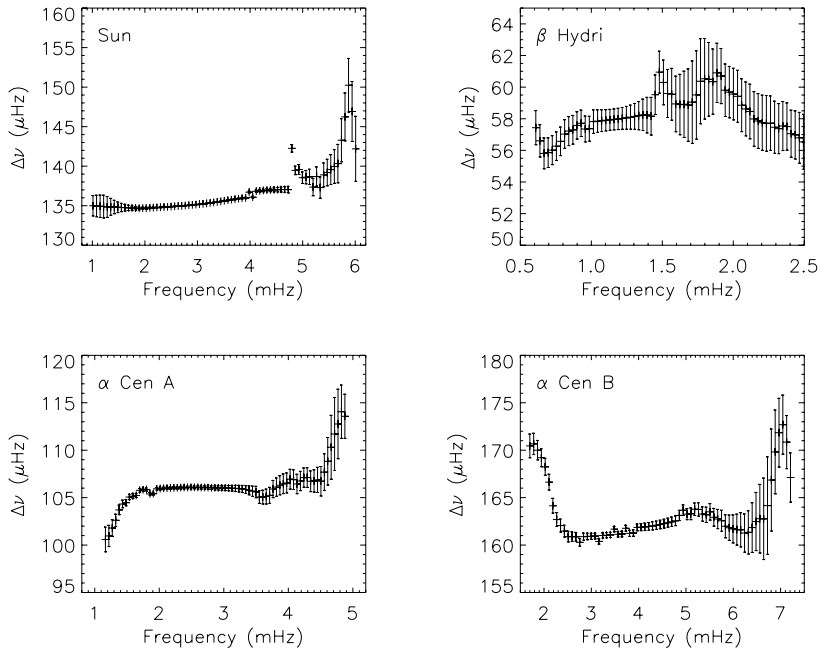 Sun
160
155
150
145
140
135
130
Δν (μHz)
1 2 3 4 5 6
Frequency (mHz)
β Hydri
64
62
60
58
56
54
52
50
Δν (μHz)
0.5 1.0 1.5 2.0 2.5
Frequency (mHz)
α Cen A
120
115
110
105
100
95
Δν (μHz)
1 2 3 4 5
Frequency (mHz)
α Cen B
180
175
170
165
160
155
Δν (μHz)
2 3 4 5 6 7
Frequency (mHz)